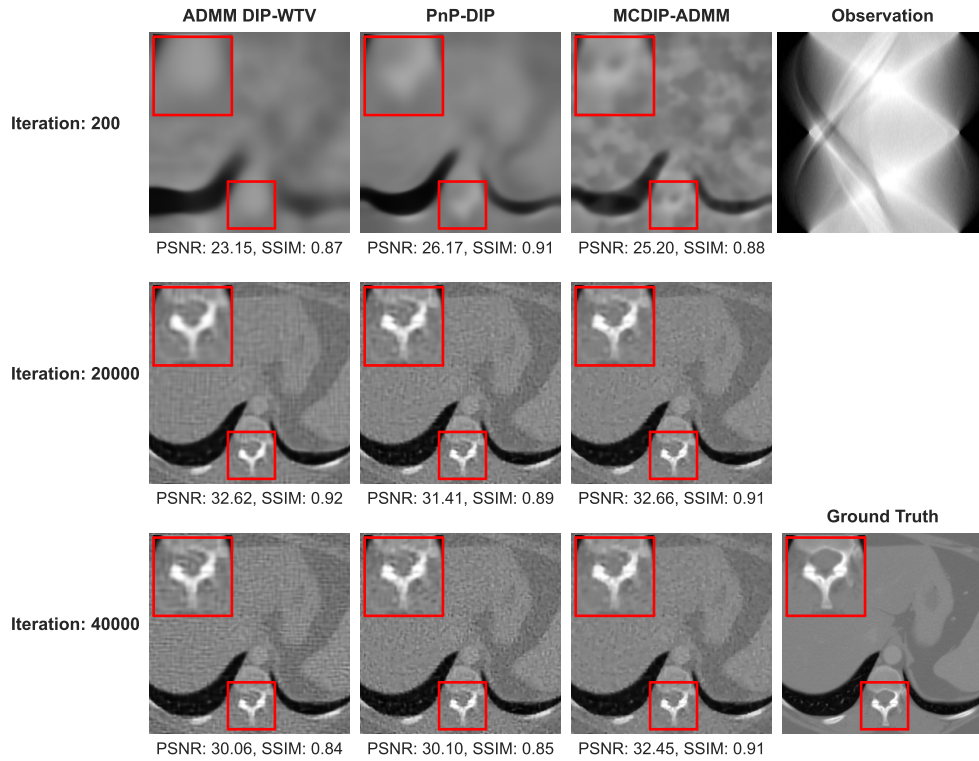 ADMM DIP-WTV PnP-DIP MCDIP-ADMM Observation
Iteration: 200
PSNR: 23.15, SSIM: 0.87 PSNR: 26.17, SSIM: 0.91 PSNR: 25.20, SSIM: 0.88
Iteration: 20000
PSNR: 32.62, SSIM: 0.92 PSNR: 31.41, SSIM: 0.89 PSNR: 32.66, SSIM: 0.91
Ground Truth
Iteration: 40000
PSNR: 30.06, SSIM: 0.84 PSNR: 30.10, SSIM: 0.85 PSNR: 32.45, SSIM: 0.91